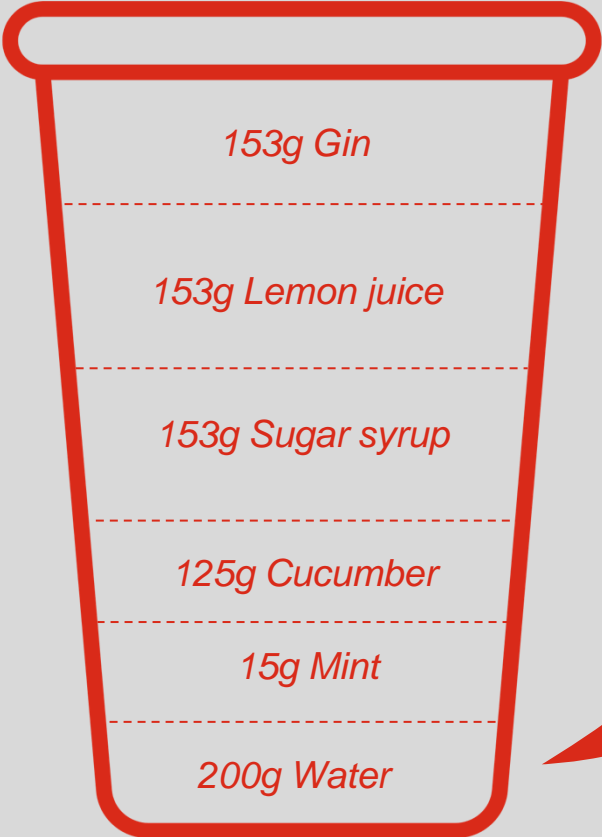 153g Gin
153g Lemon juice
153g Sugar syrup
125g Cucumber
15g Mint
200g Water